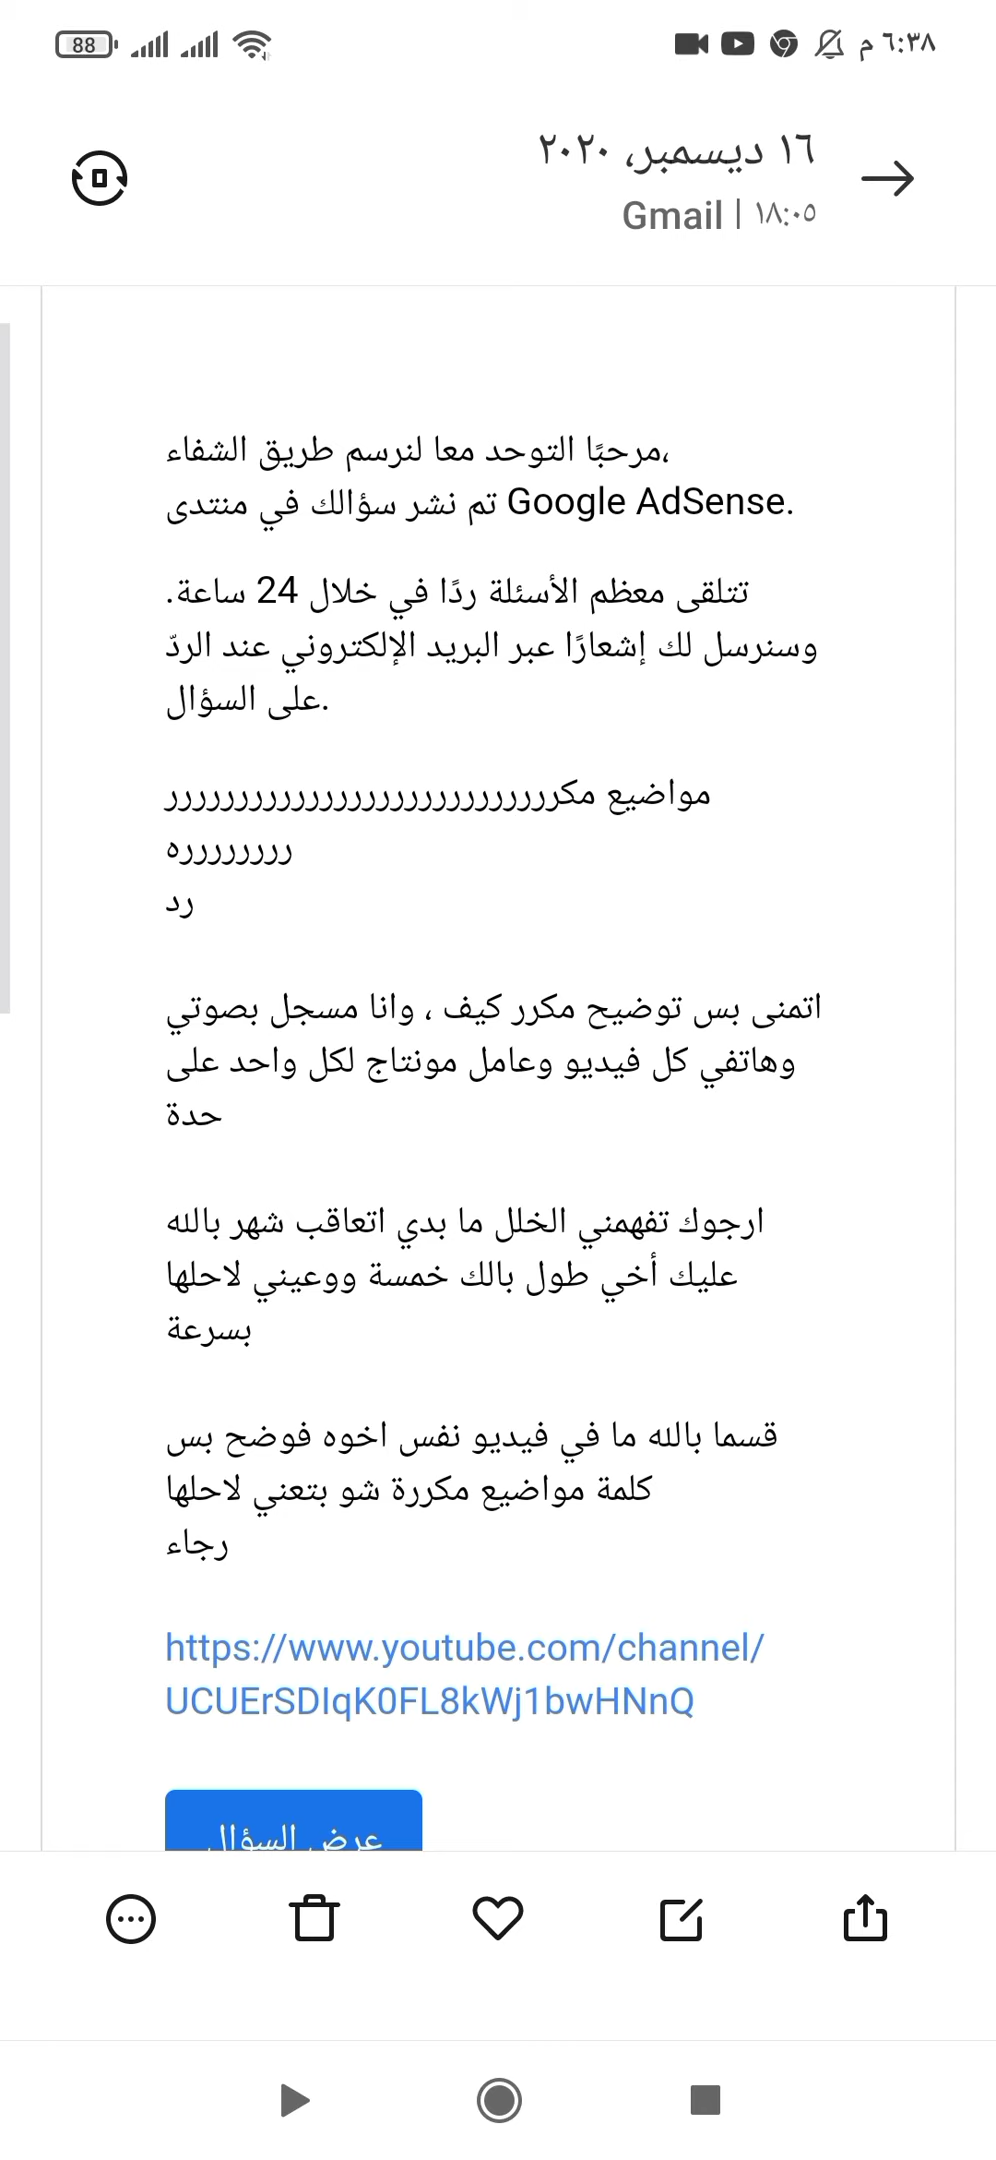 88
٦:٣٨ م
١٦ ديسمبر، ٢٠٢٠
١٨:٠٥ | Gmail
مرحبًا التوحد معا لنرسم طريق الشفاء،
تم نشر سؤالك في منتدى Google AdSense.
تتلقى معظم الأسئلة ردًا في خلال 24 ساعة.
وسنرسل لك إشعارًا عبر البريد الإلكتروني عند الردّ
على السؤال.
مواضيع مكررررررررررررررررررررررررررر
ررررررررره
رد
اتمنى بس توضيح مكرر كيف ، وانا مسجل بصوتي
وهاتفي كل فيديو وعامل مونتاج لكل واحد على
حدة
ارجوك تفهمني الخلل ما بدي اتعاقب شهر بالله
عليك أخي طول بالك خمسة ووعيني لاحلها
بسرعة
قسما بالله ما في فيديو نفس اخوه فوضح بس
كلمة مواضيع مكررة شو بتعني لاحلها
رجاء
https://www.youtube.com/channel/
UCUErSDIqK0FL8kWj1bwHNnQ
عرض السؤال